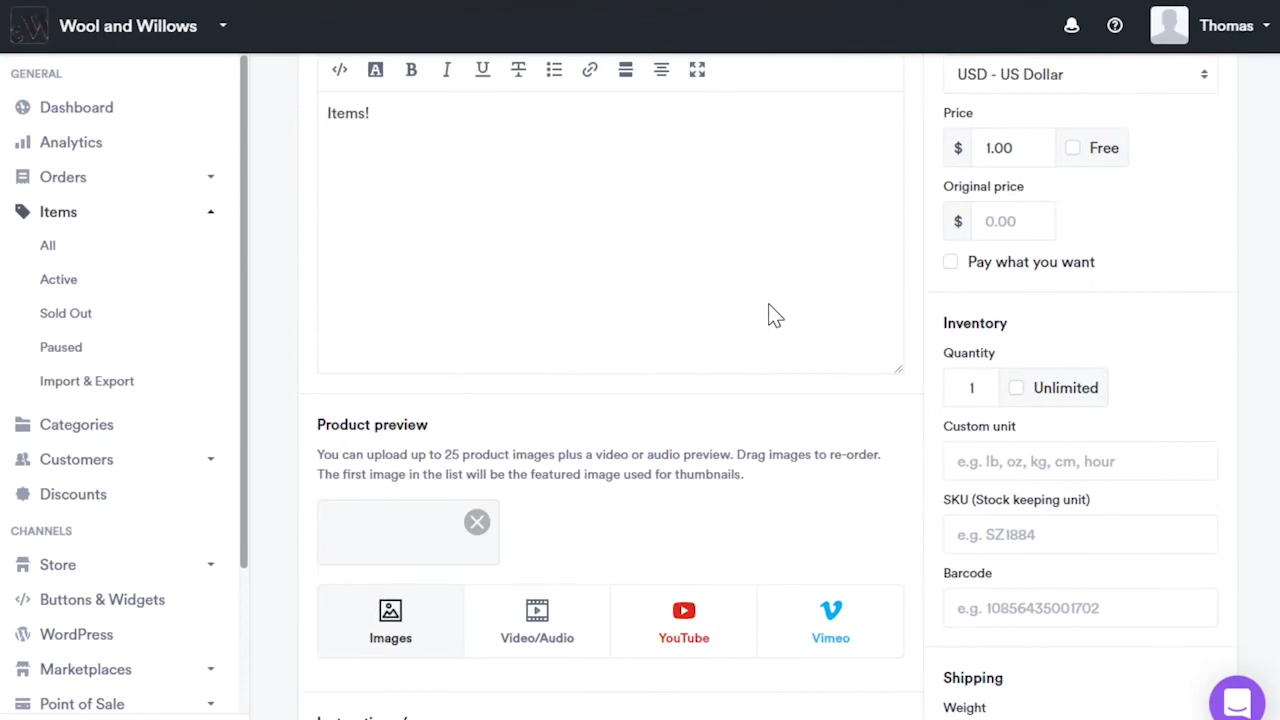 Wool and Willows
Thomas
GENERAL
Dashboard
Analytics
Orders
Items
All
Active
Sold Out
Paused
Import & Export
Categories
Customers
Discounts
CHANNELS
Store
Buttons & Widgets
WordPress
Marketplaces
Point of Sale
Items!
Product preview
You can upload up to 25 product images plus a video or audio preview. Drag images to re-order.
The first image in the list will be the featured image used for thumbnails.
Images
Video/Audio
YouTube
Vimeo
USD - US Dollar
Price
$ 1.00 Free
Original price
$ 0.00
Pay what you want
Inventory
Quantity
1 Unlimited
Custom unit
e.g. lb, oz, kg, cm, hour
SKU (Stock keeping unit)
e.g. SZ1884
Barcode
e.g. 10856435001702
Shipping
Weight